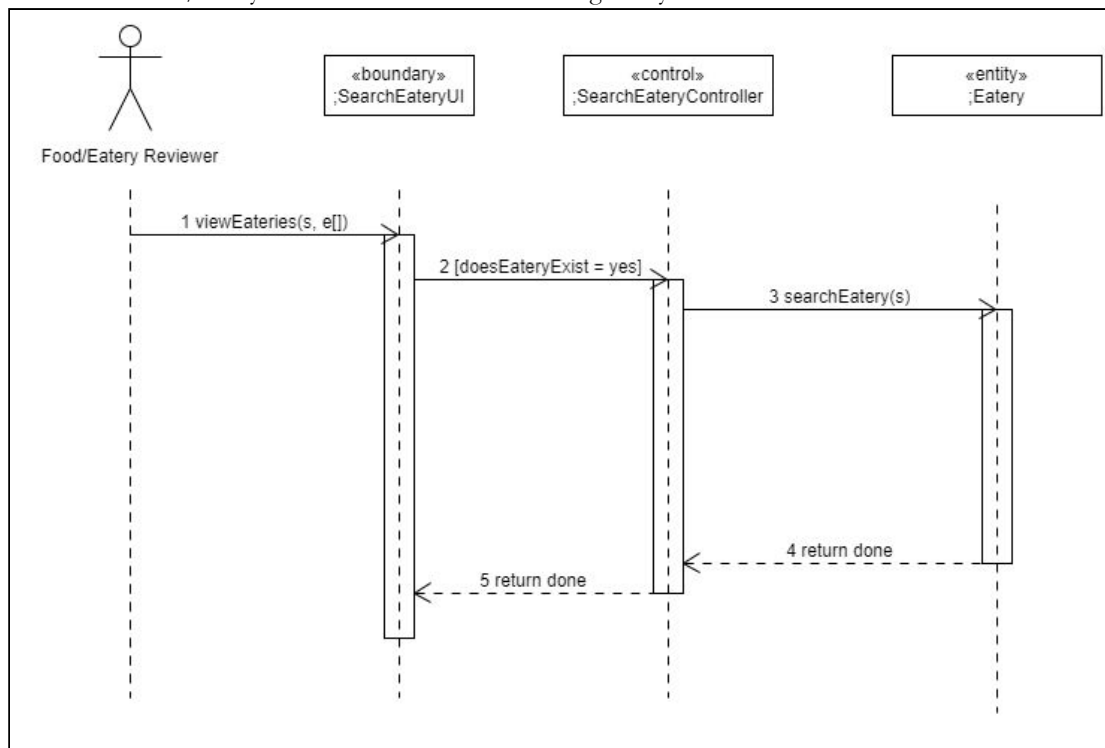 «boundary»
;SearchEateryUI
«control»
;SearchEateryController
«entity»
;Eatery
Food/Eatery Reviewer
1 viewEateries(s, e[])
2 [doesEateryExist = yes]
3 searchEatery(s)
4 return done
5 return done